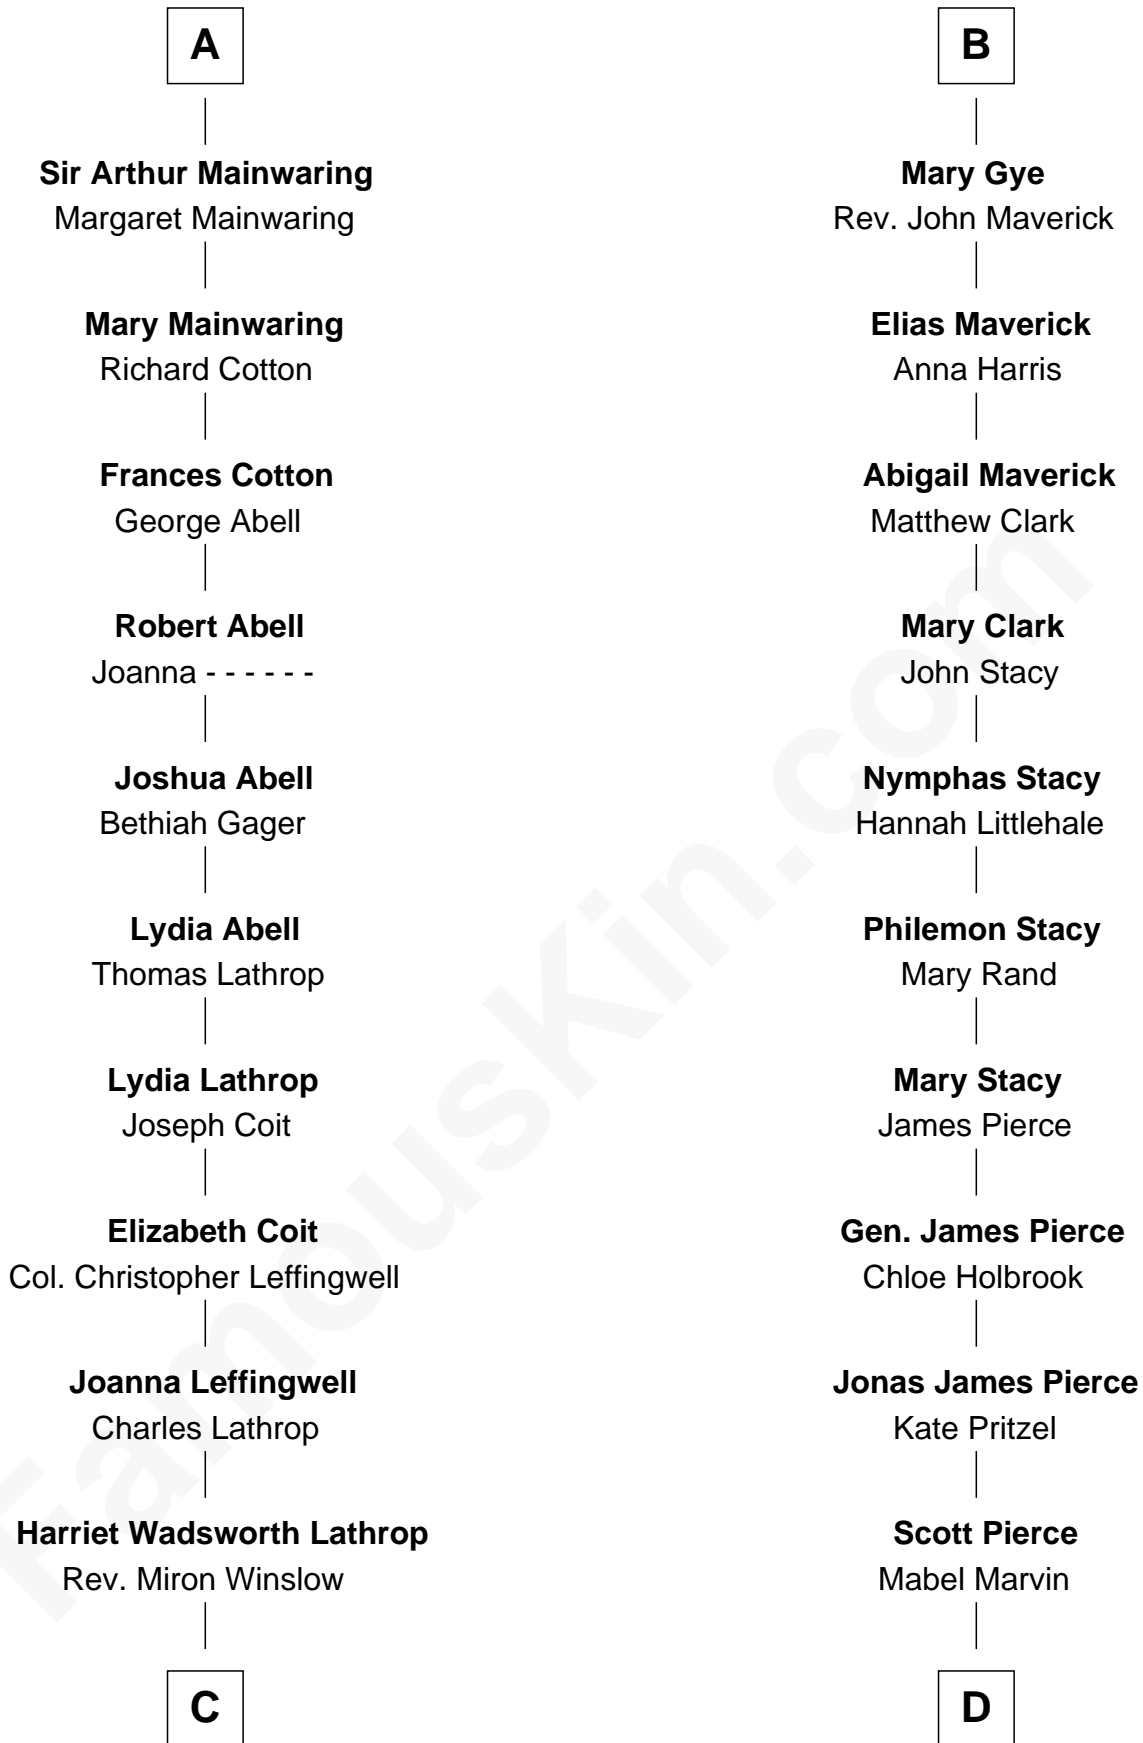 A
Sir Arthur Mainwaring
Margaret Mainwaring
Mary Mainwaring
Richard Cotton
Frances Cotton
George Abell
Robert Abell
Joanna - - - - - -
Joshua Abell
Bethiah Gager
Lydia Abell
Thomas Lathrop
Lydia Lathrop
Joseph Coit
Elizabeth Coit
Col. Christopher Leffingwell
Joanna Leffingwell
Charles Lathrop
Harriet Wadsworth Lathrop
Rev. Miron Winslow
C
B
Mary Gye
Rev. John Maverick
Elias Maverick
Anna Harris
Abigail Maverick
Matthew Clark
Mary Clark
John Stacy
Nymphas Stacy
Hannah Littlehale
Philemon Stacy
Mary Rand
Mary Stacy
James Pierce
Gen. James Pierce
Chloe Holbrook
Jonas James Pierce
Kate Pritzel
Scott Pierce
Mabel Marvin
D
FamousKin.com